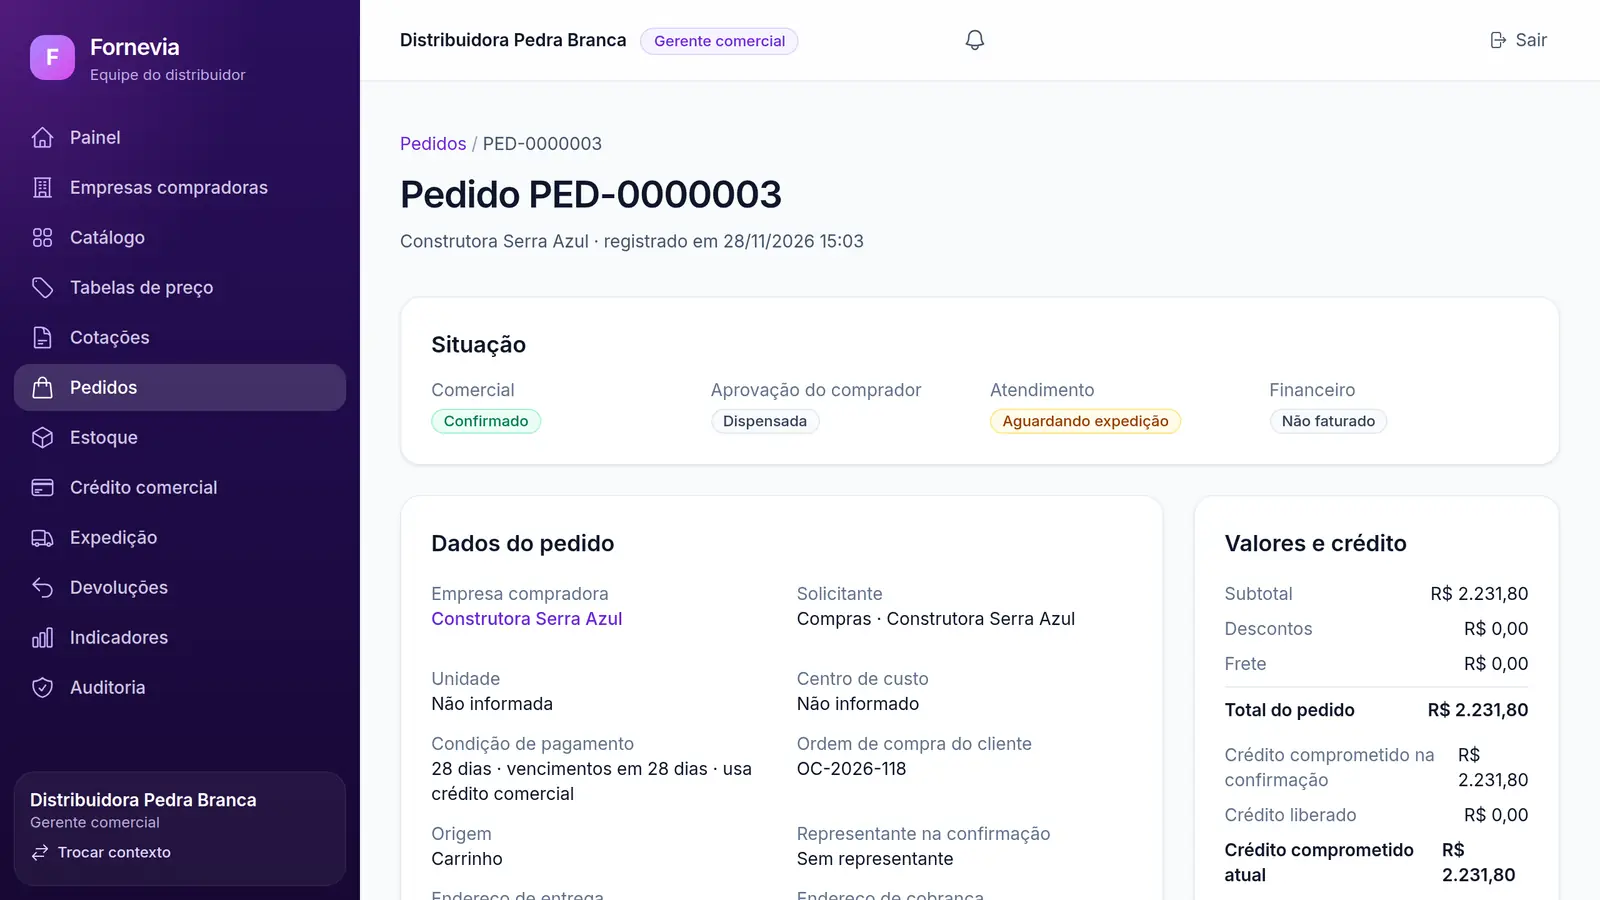 F
Fornevia
Equipe do distribuidor
Painel
Empresas compradoras
Catálogo
Tabelas de preço
Cotações
Pedidos
Estoque
Crédito comercial
Expedição
Devoluções
Indicadores
Auditoria
Distribuidora Pedra Branca
Gerente comercial
Trocar contexto
Distribuidora Pedra Branca Gerente comercial
Sair
Pedidos / PED-0000003
Pedido PED-0000003
Construtora Serra Azul · registrado em 28/11/2026 15:03
Situação
Comercial
Confirmado
Aprovação do comprador
Dispensada
Atendimento
Aguardando expedição
Financeiro
Não faturado
Dados do pedido
Empresa compradora
Construtora Serra Azul
Solicitante
Compras · Construtora Serra Azul
Unidade
Não informada
Centro de custo
Não informado
Condição de pagamento
28 dias · vencimentos em 28 dias · usa
crédito comercial
Ordem de compra do cliente
OC-2026-118
Origem
Carrinho
Representante na confirmação
Sem representante
Endereço de entrega
Endereço de cobrança
Valores e crédito
Subtotal R$ 2.231,80
Descontos R$ 0,00
Frete R$ 0,00
Total do pedido R$ 2.231,80
Crédito comprometido na confirmação R$ 2.231,80
Crédito liberado R$ 0,00
Crédito comprometido atual R$ 2.231,80